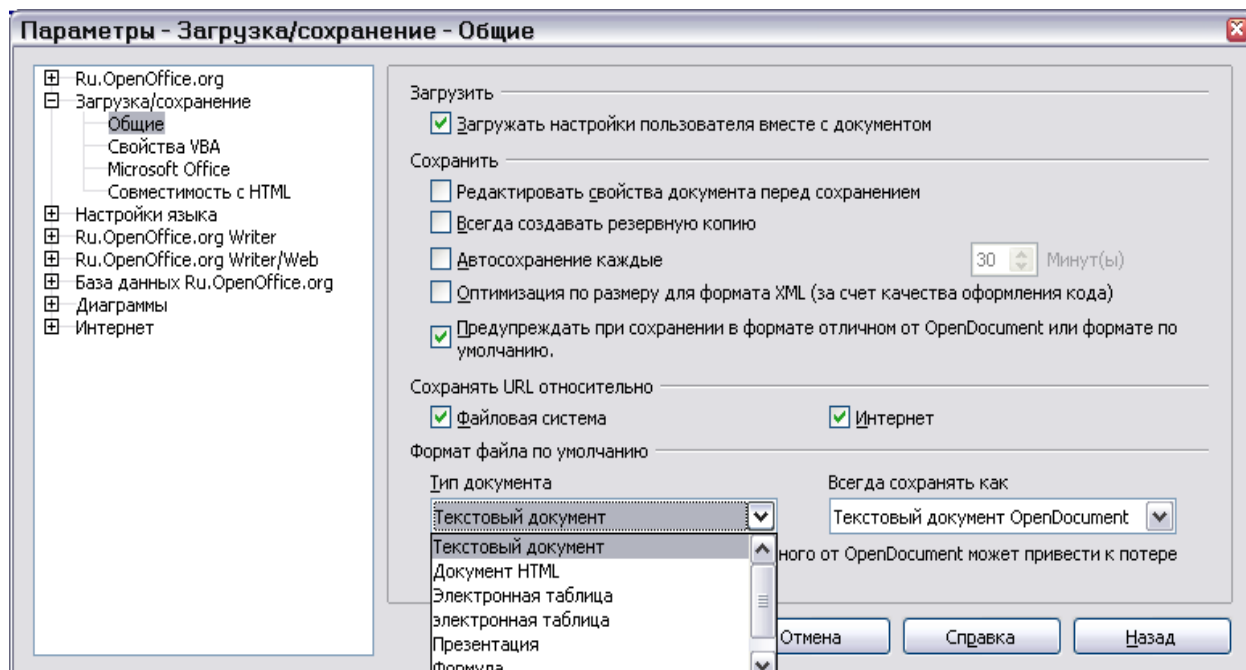 Параметры - Загрузка/сохранение - Общие
Ru.OpenOffice.org
Загрузка/сохранение
Общие
Свойства VBA
Microsoft Office
Совместимость с HTML
Настройки языка
Ru.OpenOffice.org Writer
Ru.OpenOffice.org Writer/Web
База данных Ru.OpenOffice.org
Диаграммы
Интернет
Загрузить
Загружать настройки пользователя вместе с документом
Сохранить
Редактировать свойства документа перед сохранением
Всегда создавать резервную копию
Автосохранение каждые 30 Минут(ы)
Оптимизация по размеру для формата XML (за счет качества оформления кода)
Предупреждать при сохранении в формате отличном от OpenDocument или формате по
умолчанию.
Сохранять URL относительно
Файловая система Интернет
Формат файла по умолчанию
Тип документа Всегда сохранять как
Текстовый документ Текстовый документ OpenDocument
Текстовый документ
Документ HTML
Электронная таблица
электронная таблица
Презентация
Формула
ного от OpenDocument может привести к потере
Отмена Справка Назад